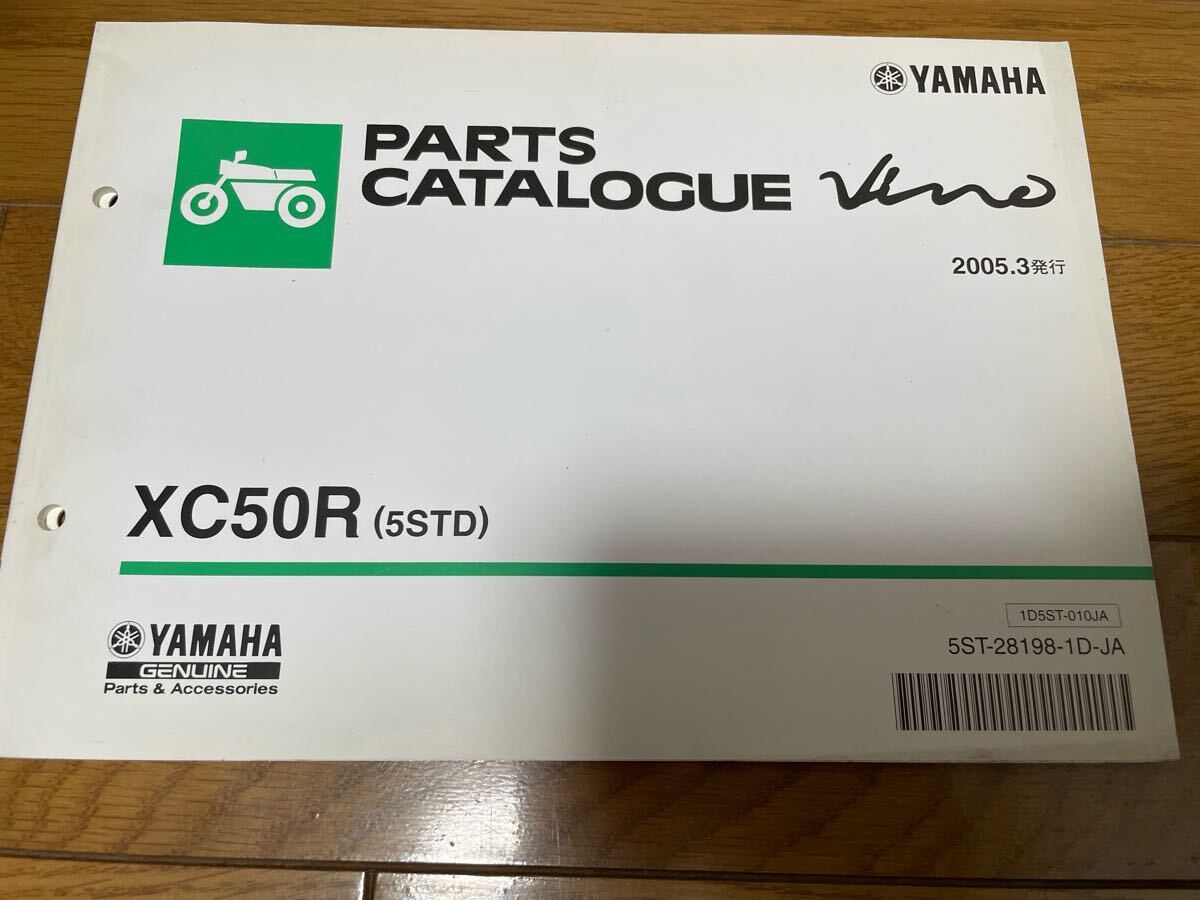 YAMAHA
PARTS
CATALOGUE Vino
2005.3発行
XC50R (5STD)
1D5ST-010JA
5ST-28198-1D-JA
YAMAHA
GENUINE
Parts & Accessories